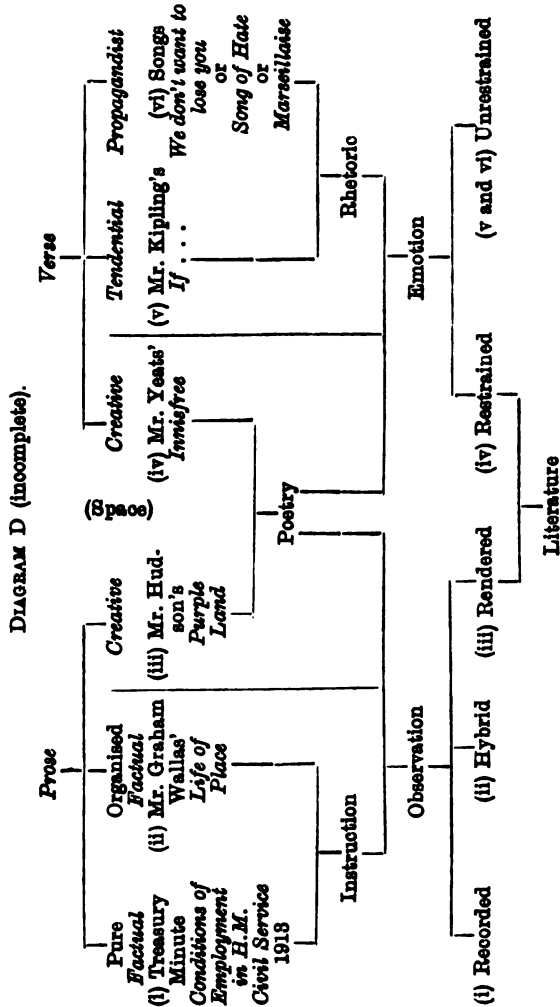 DIAGRAM D (incomplete).
Prose
Verse
Pure
Factual
(i) Treasury
Minute
Conditions of
Employment
in H.M.
Civil Service
1918
Organised
Factual
(ii) Mr. Graham
Wallas'
Life of
Place
Creative
(iii) Mr. Hud-
son's
Purple
Land
(Space)
Creative
(iv) Mr. Yeats'
Innisfree
Tendential
(v) Mr. Kipling's
If . . . .
Propagandist
(vi) Songs
We don't want to
lose you
or
Song of Hate
or
Marseillaise
Instruction
Poetry
Rhetoric
Observation
Emotion
(i) Recorded
(ii) Hybrid
(iii) Rendered
(iv) Restrained
(v and vi) Unrestrained
Literature